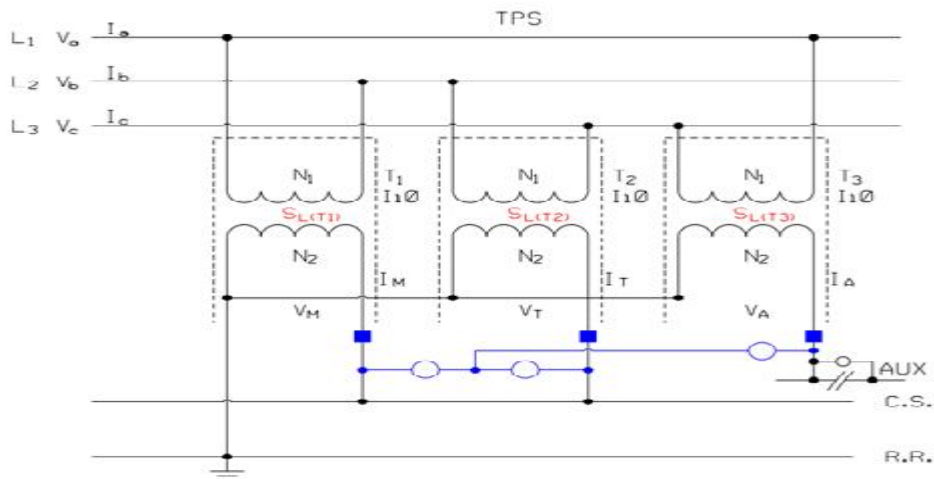 TPS
L1 Va Ia
L2 Vb Ib
L3 Vc Ic
N1 T1 N1 T2 N1 T3
I1Ø I1Ø I1Ø
SL(T1) SL(T2) SL(T3)
N2 N2 N2
IM IT IA
VM VT VA
AUX
C.S.
R.R.